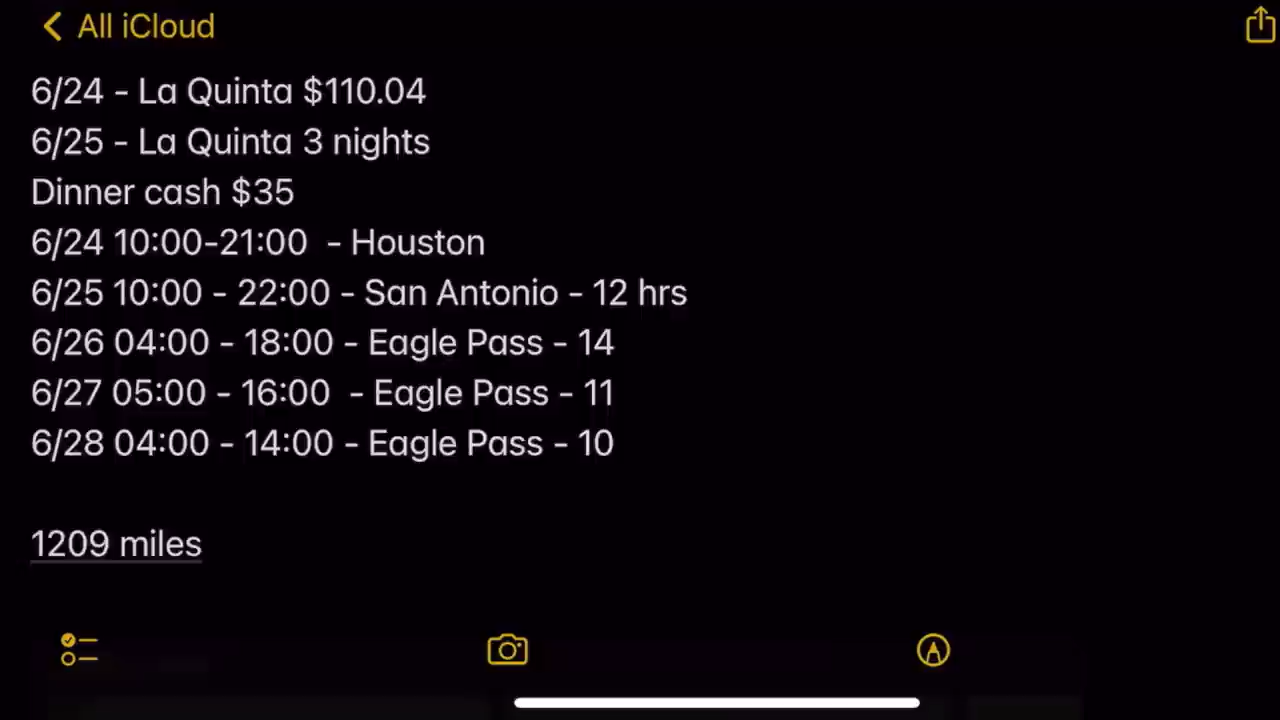 All iCloud
6/24 - La Quinta $110.04
6/25 - La Quinta 3 nights
Dinner cash $35
6/24 10:00-21:00  - Houston
6/25 10:00 - 22:00 - San Antonio - 12 hrs
6/26 04:00 - 18:00 - Eagle Pass - 14
6/27 05:00 - 16:00  - Eagle Pass - 11
6/28 04:00 - 14:00 - Eagle Pass - 10
1209 miles